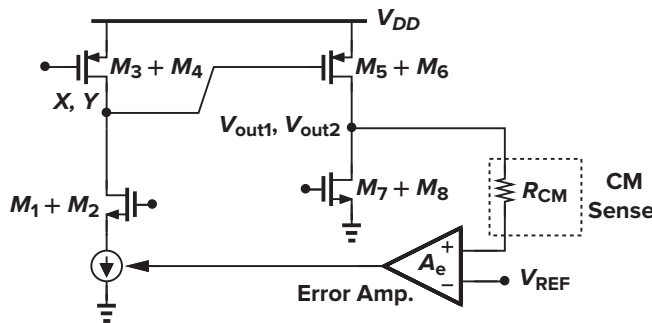 V_DD
M_3 + M_4
M_5 + M_6
X, Y
V_out1, V_out2
M_1 + M_2
M_7 + M_8
R_CM
CM
Sense
+
A_e
−
V_REF
Error Amp.